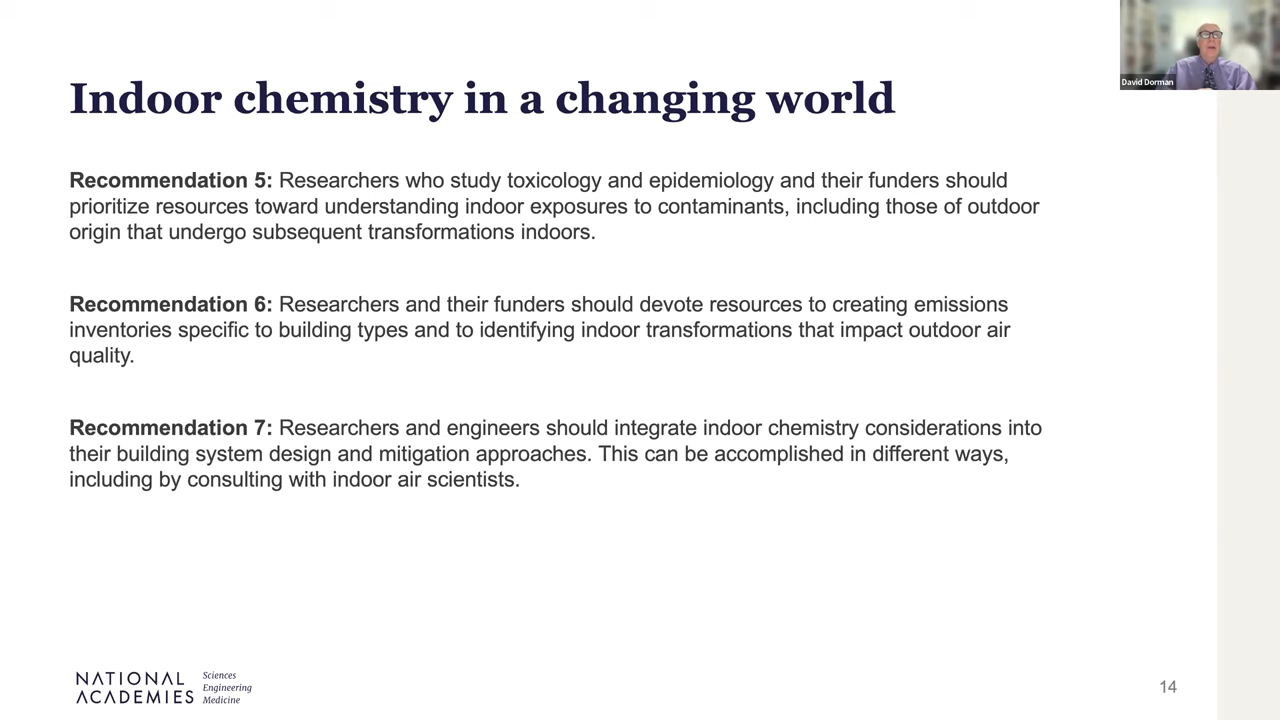 David Dorman
Indoor chemistry in a changing world
Recommendation 5: Researchers who study toxicology and epidemiology and their funders should
prioritize resources toward understanding indoor exposures to contaminants, including those of outdoor
origin that undergo subsequent transformations indoors.
Recommendation 6: Researchers and their funders should devote resources to creating emissions
inventories specific to building types and to identifying indoor transformations that impact outdoor air
quality.
Recommendation 7: Researchers and engineers should integrate indoor chemistry considerations into
their building system design and mitigation approaches. This can be accomplished in different ways,
including by consulting with indoor air scientists.
NATIONAL
ACADEMIES
Sciences
Engineering
Medicine
14